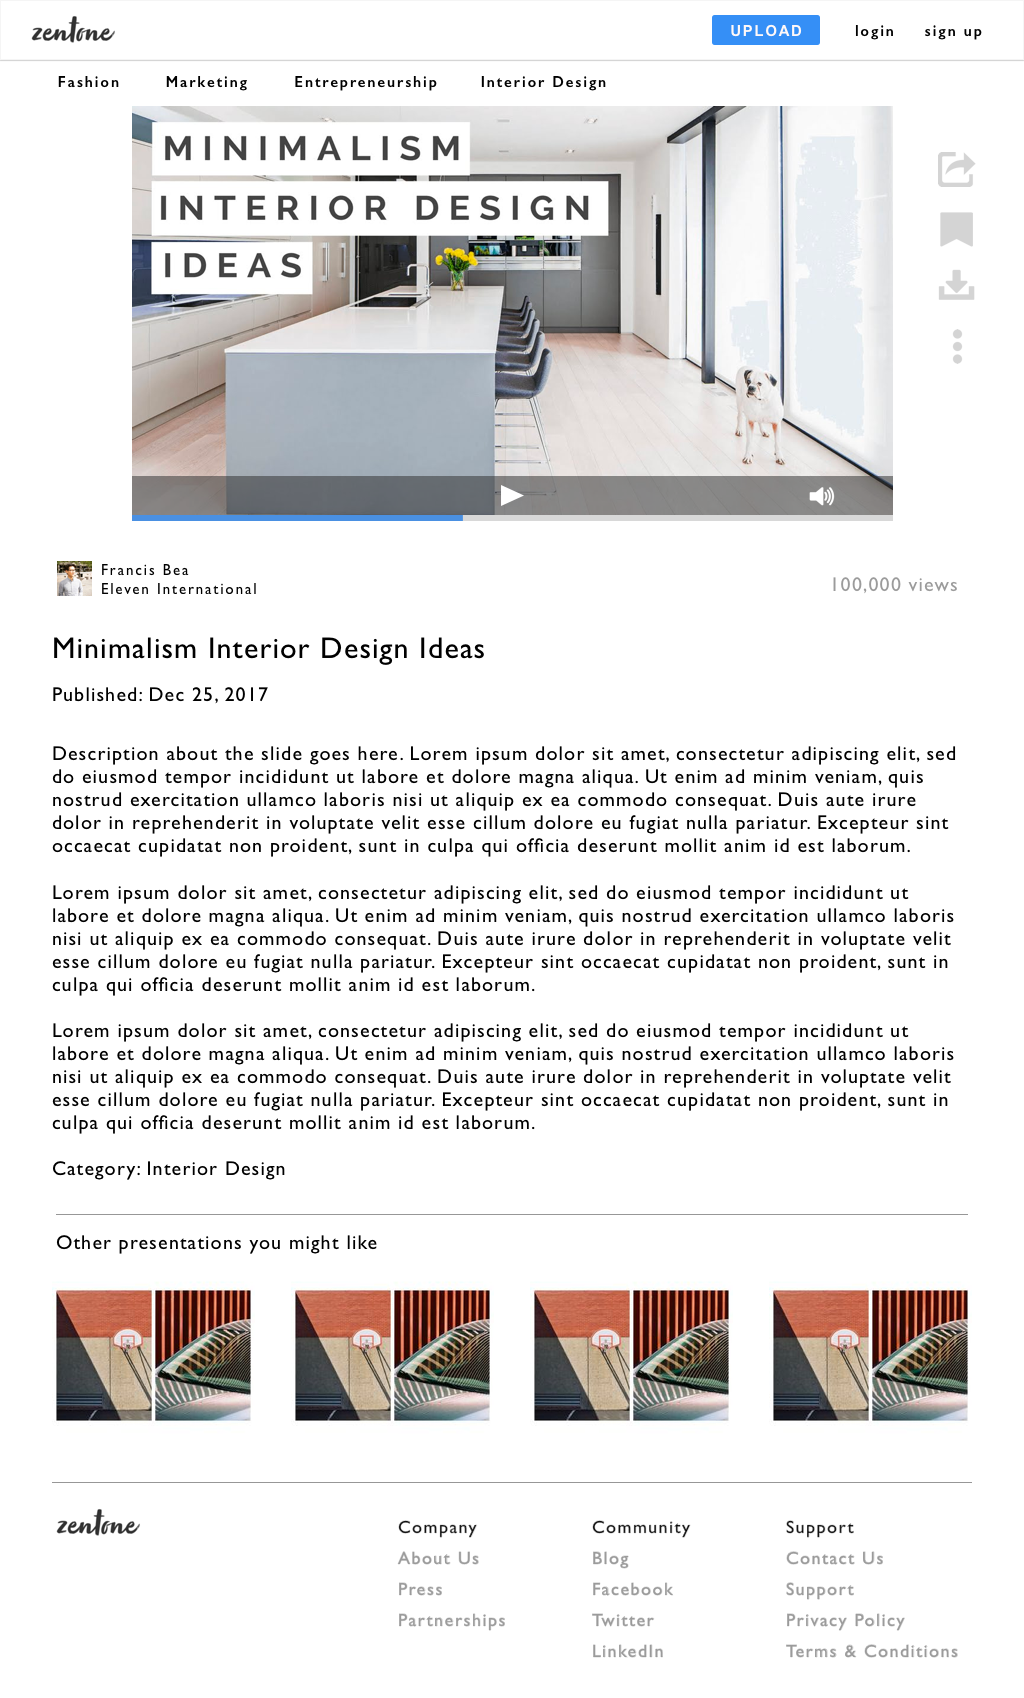 zentone
UPLOAD
login
sign up
Fashion
Marketing
Entrepreneurship
Interior Design
MINIMALISM
INTERIOR DESIGN
IDEAS
Francis Bea
Eleven International
100,000 views
Minimalism Interior Design Ideas
Published: Dec 25, 2017
Description about the slide goes here. Lorem ipsum dolor sit amet, consectetur adipiscing elit, sed
do eiusmod tempor incididunt ut labore et dolore magna aliqua. Ut enim ad minim veniam, quis
nostrud exercitation ullamco laboris nisi ut aliquip ex ea commodo consequat. Duis aute irure
dolor in reprehenderit in voluptate velit esse cillum dolore eu fugiat nulla pariatur. Excepteur sint
occaecat cupidatat non proident, sunt in culpa qui officia deserunt mollit anim id est laborum.
Lorem ipsum dolor sit amet, consectetur adipiscing elit, sed do eiusmod tempor incididunt ut
labore et dolore magna aliqua. Ut enim ad minim veniam, quis nostrud exercitation ullamco laboris
nisi ut aliquip ex ea commodo consequat. Duis aute irure dolor in reprehenderit in voluptate velit
esse cillum dolore eu fugiat nulla pariatur. Excepteur sint occaecat cupidatat non proident, sunt in
culpa qui officia deserunt mollit anim id est laborum.
Lorem ipsum dolor sit amet, consectetur adipiscing elit, sed do eiusmod tempor incididunt ut
labore et dolore magna aliqua. Ut enim ad minim veniam, quis nostrud exercitation ullamco laboris
nisi ut aliquip ex ea commodo consequat. Duis aute irure dolor in reprehenderit in voluptate velit
esse cillum dolore eu fugiat nulla pariatur. Excepteur sint occaecat cupidatat non proident, sunt in
culpa qui officia deserunt mollit anim id est laborum.
Category: Interior Design
Other presentations you might like
zentone
Company
About Us
Press
Partnerships
Community
Blog
Facebook
Twitter
LinkedIn
Support
Contact Us
Support
Privacy Policy
Terms & Conditions